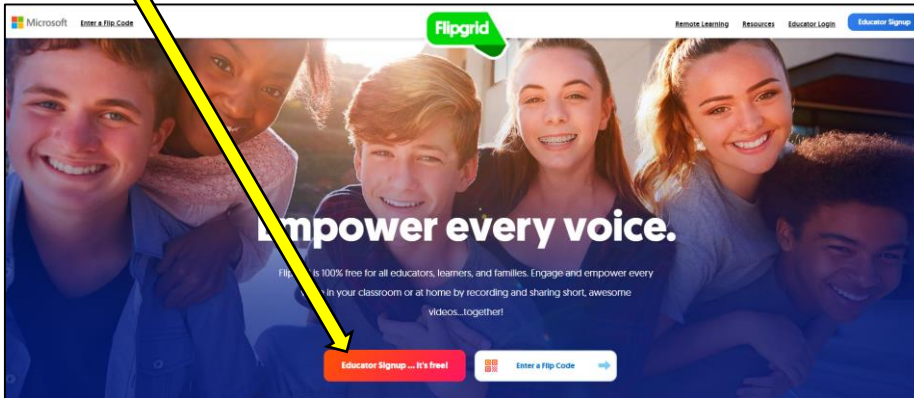 Microsoft Enter a Flip Code Flipgrid Remote Learning Resources Educator Login Educator Signup
Empower every voice.
is 100% free for all educators, learners, and families. Engage and empower every
in your classroom or at home by recording and sharing short, awesome
videos...together!
Educator Signup ... It's free! Enter a Flip Code